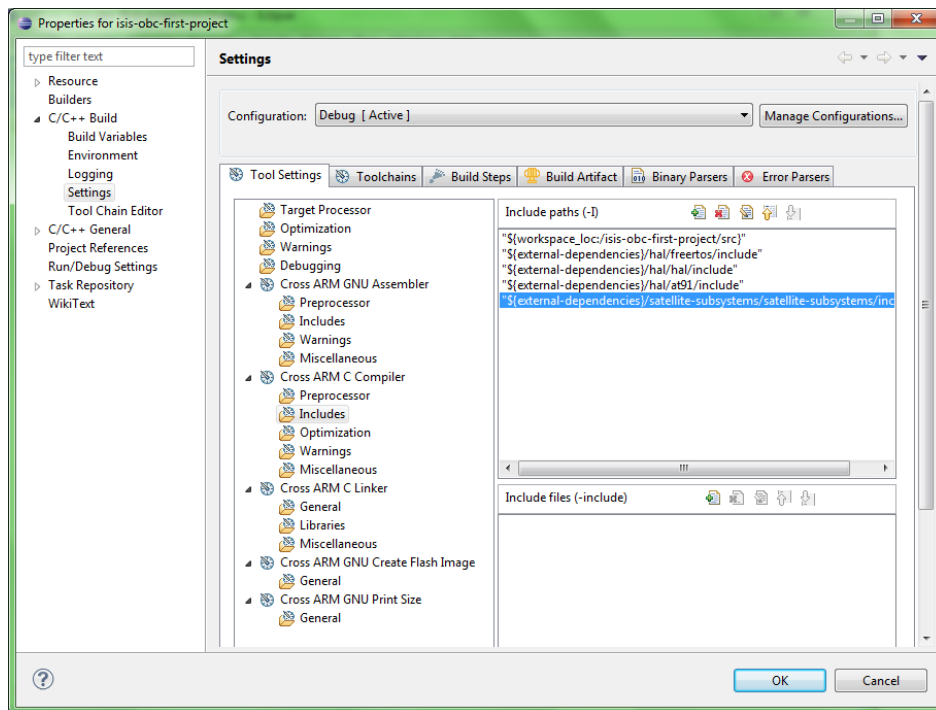 Properties for isis-obc-first-project
type filter text
Resource
Builders
C/C++ Build
Build Variables
Environment
Logging
Settings
Tool Chain Editor
C/C++ General
Project References
Run/Debug Settings
Task Repository
WikiText
Settings
Configuration:
Debug [ Active ]
Manage Configurations...
Tool Settings
Toolchains
Build Steps
Build Artifact
Binary Parsers
Error Parsers
Target Processor
Optimization
Warnings
Debugging
Cross ARM GNU Assembler
Preprocessor
Includes
Warnings
Miscellaneous
Cross ARM C Compiler
Preprocessor
Includes
Optimization
Warnings
Miscellaneous
Cross ARM C Linker
General
Libraries
Miscellaneous
Cross ARM GNU Create Flash Image
General
Cross ARM GNU Print Size
General
Include paths (-I)
"${workspace_loc:/isis-obc-first-project/src}"
"${external-dependencies}/hal/freertos/include"
"${external-dependencies}/hal/hal/include"
"${external-dependencies}/hal/at91/include"
"${external-dependencies}/satellite-subsystems/satellite-subsystems/inc
Include files (-include)
OK
Cancel